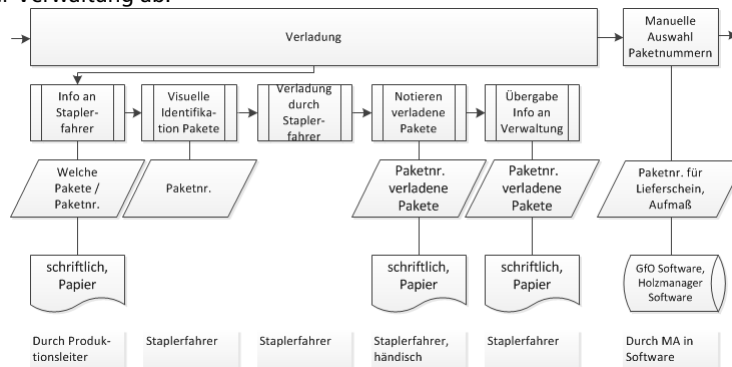 r Verwaltung ab.
Verladung
Manuelle
Auswahl
Paketnummern
Info an
Stapler-
fahrer
Visuelle
Identifika-
tion Pakete
Verladung
durch
Stapler-
fahrer
Notieren
verladene
Pakete
Übergabe
Info an
Verwaltung
Welche
Pakete /
Paketnr.
Paketnr.
Paketnr.
verladene
Pakete
Paketnr.
verladene
Pakete
Paketnr. für
Lieferschein,
Aufmaß
schriftlich,
Papier
schriftlich,
Papier
schriftlich,
Papier
GfO Software,
Holzmanager
Software
Durch Produk-
tionsleiter
Staplerfahrer
Staplerfahrer
Staplerfahrer,
händisch
Staplerfahrer
Durch MA in
Software